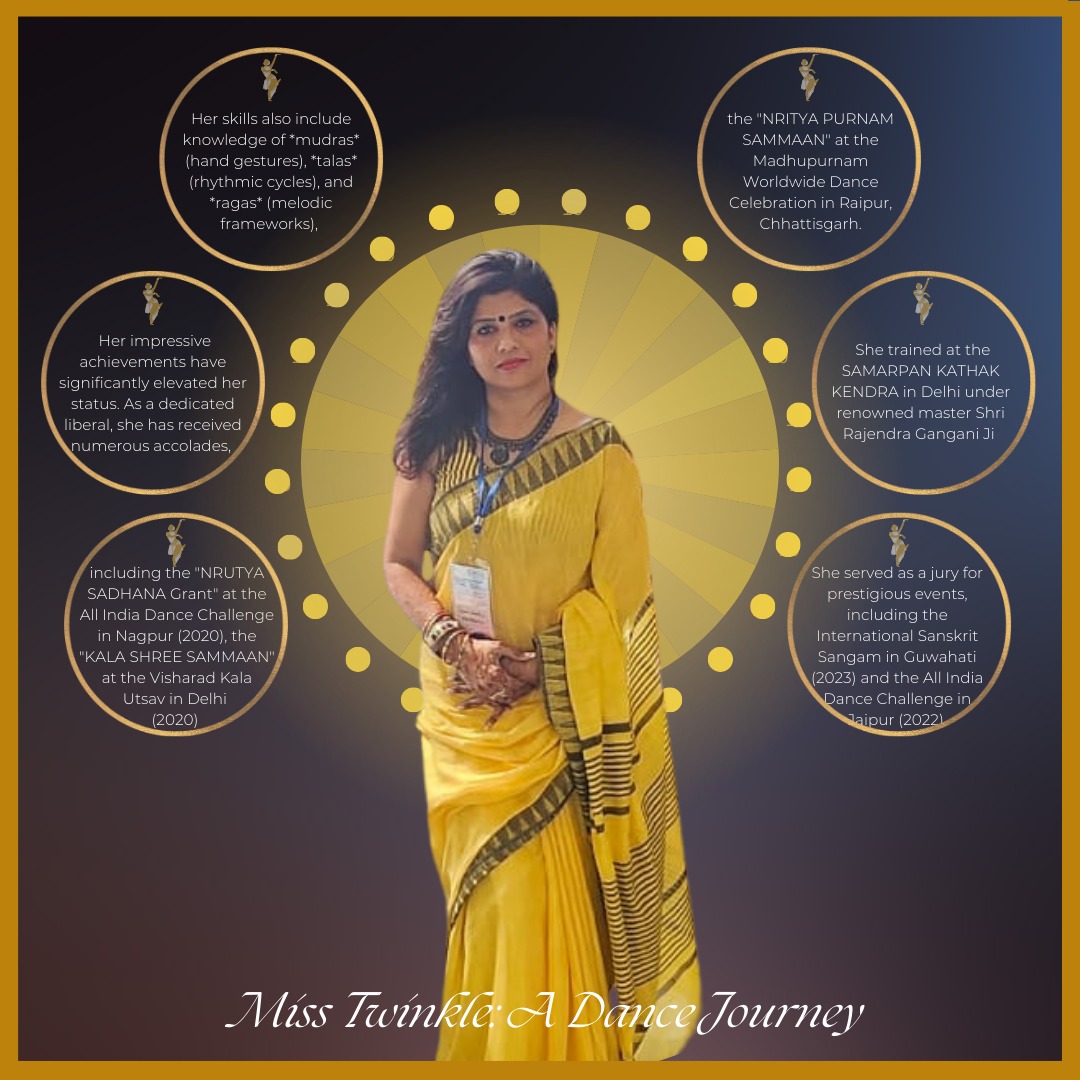 Her skills also include
knowledge of *mudras*
(hand gestures), *talas*
(rhythmic cycles), and
*ragas* (melodic
frameworks),
the "NRITYA PURNAM
SAMMAAN" at the
Madhupurnam
Worldwide Dance
Celebration in Raipur,
Chhattisgarh.
Her impressive
achievements have
significantly elevated her
status. As a dedicated
liberal, she has received
numerous accolades,
She trained at the
SAMARPAN KATHAK
KENDRA in Delhi under
renowned master Shri
Rajendra Gangani Ji
including the "NRUTYA
SADHANA Grant" at the
All India Dance Challenge
in Nagpur (2020), the
"KALA SHREE SAMMAAN"
at the Visharad Kala
Utsav in Delhi
(2020)
She served as a jury for
prestigious events,
including the
International Sanskrit
Sangam in Guwahati
(2023) and the All India
Dance Challenge in
Jaipur (2022)
Miss Twinkle: A Dance Journey